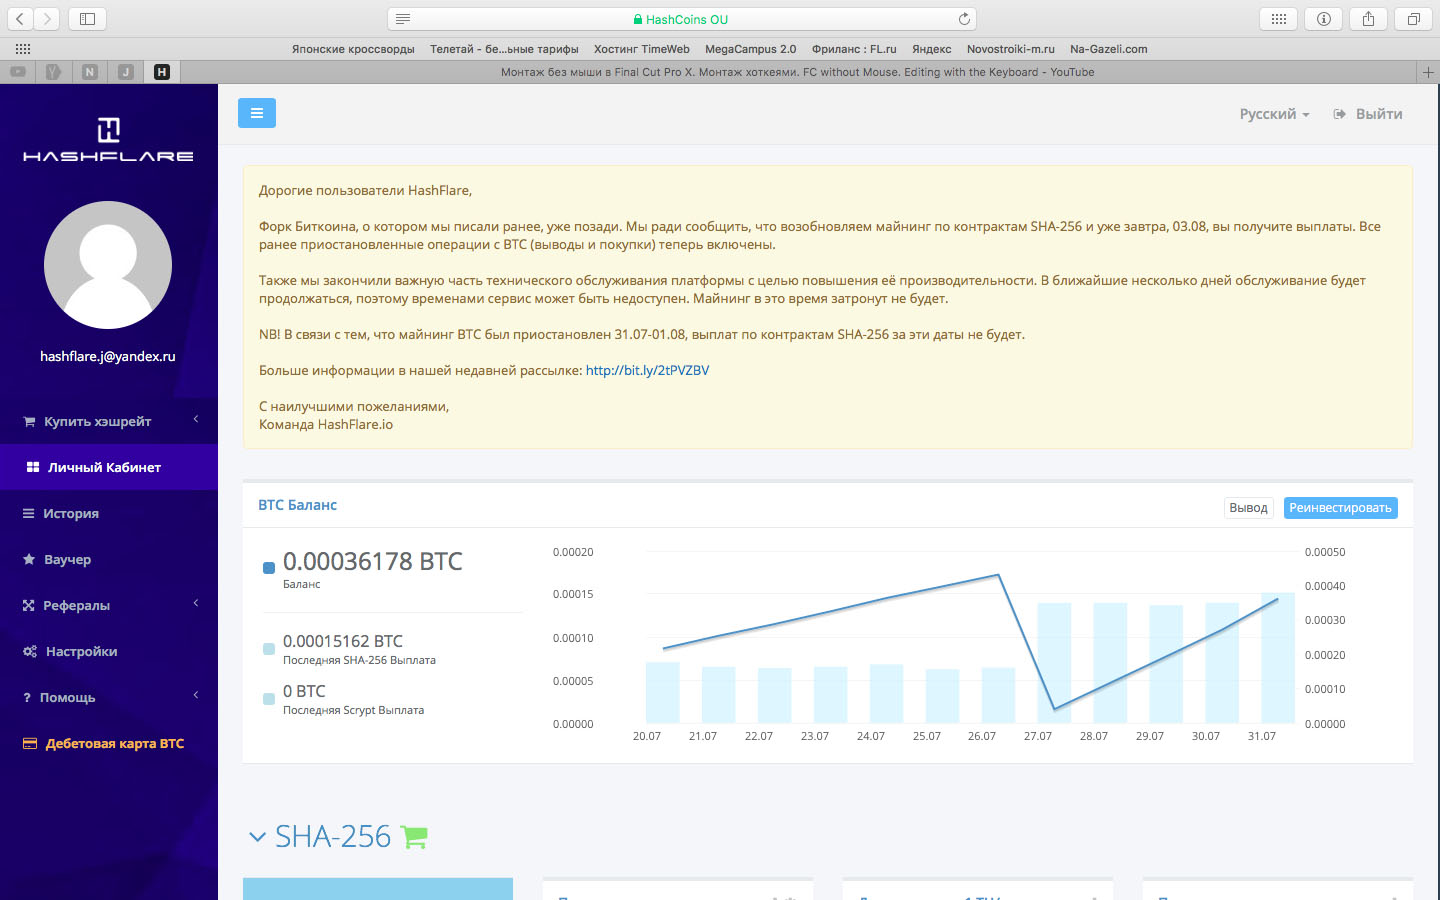 HashCoins OU
Японские кроссворды Телетай - бе...ьные тарифы Хостинг TimeWeb MegaCampus 2.0 Фриланс : FL.ru Яндекс Novostroiki-m.ru Na-Gazeli.com
Y N J H Монтаж без мыши в Final Cut Pro X. Монтаж хоткеями. FC without Mouse. Editing with the Keyboard - YouTube
HASHFLARE
hashflare.j@yandex.ru
Купить хэшрейт
Личный Кабинет
История
Ваучер
Рефералы
Настройки
? Помощь
Дебетовая карта BTC
Русский Выйти
Дорогие пользователи HashFlare,
Форк Биткоина, о котором мы писали ранее, уже позади. Мы ради сообщить, что возобновляем майнинг по контрактам SHA-256 и уже завтра, 03.08, вы получите выплаты. Все
ранее приостановленные операции с BTC (выводы и покупки) теперь включены.
Также мы закончили важную часть технического обслуживания платформы с целью повышения её производительности. В ближайшие несколько дней обслуживание будет
продолжаться, поэтому временами сервис может быть недоступен. Майнинг в это время затронут не будет.
NB! В связи с тем, что майнинг BTC был приостановлен 31.07-01.08, выплат по контрактам SHA-256 за эти даты не будет.
Больше информации в нашей недавней рассылке: http://bit.ly/2tPVZBV
С наилучшими пожеланиями,
Команда HashFlare.io
BTC Баланс
Вывод Реинвестировать
0.00036178 BTC
Баланс
0.00015162 BTC
Последняя SHA-256 Выплата
0 BTC
Последняя Scrypt Выплата
0.00020
0.00015
0.00010
0.00005
0.00000
0.00050
0.00040
0.00030
0.00020
0.00010
0.00000
20.07 21.07 22.07 23.07 24.07 25.07 26.07 27.07 28.07 29.07 30.07 31.07
SHA-256